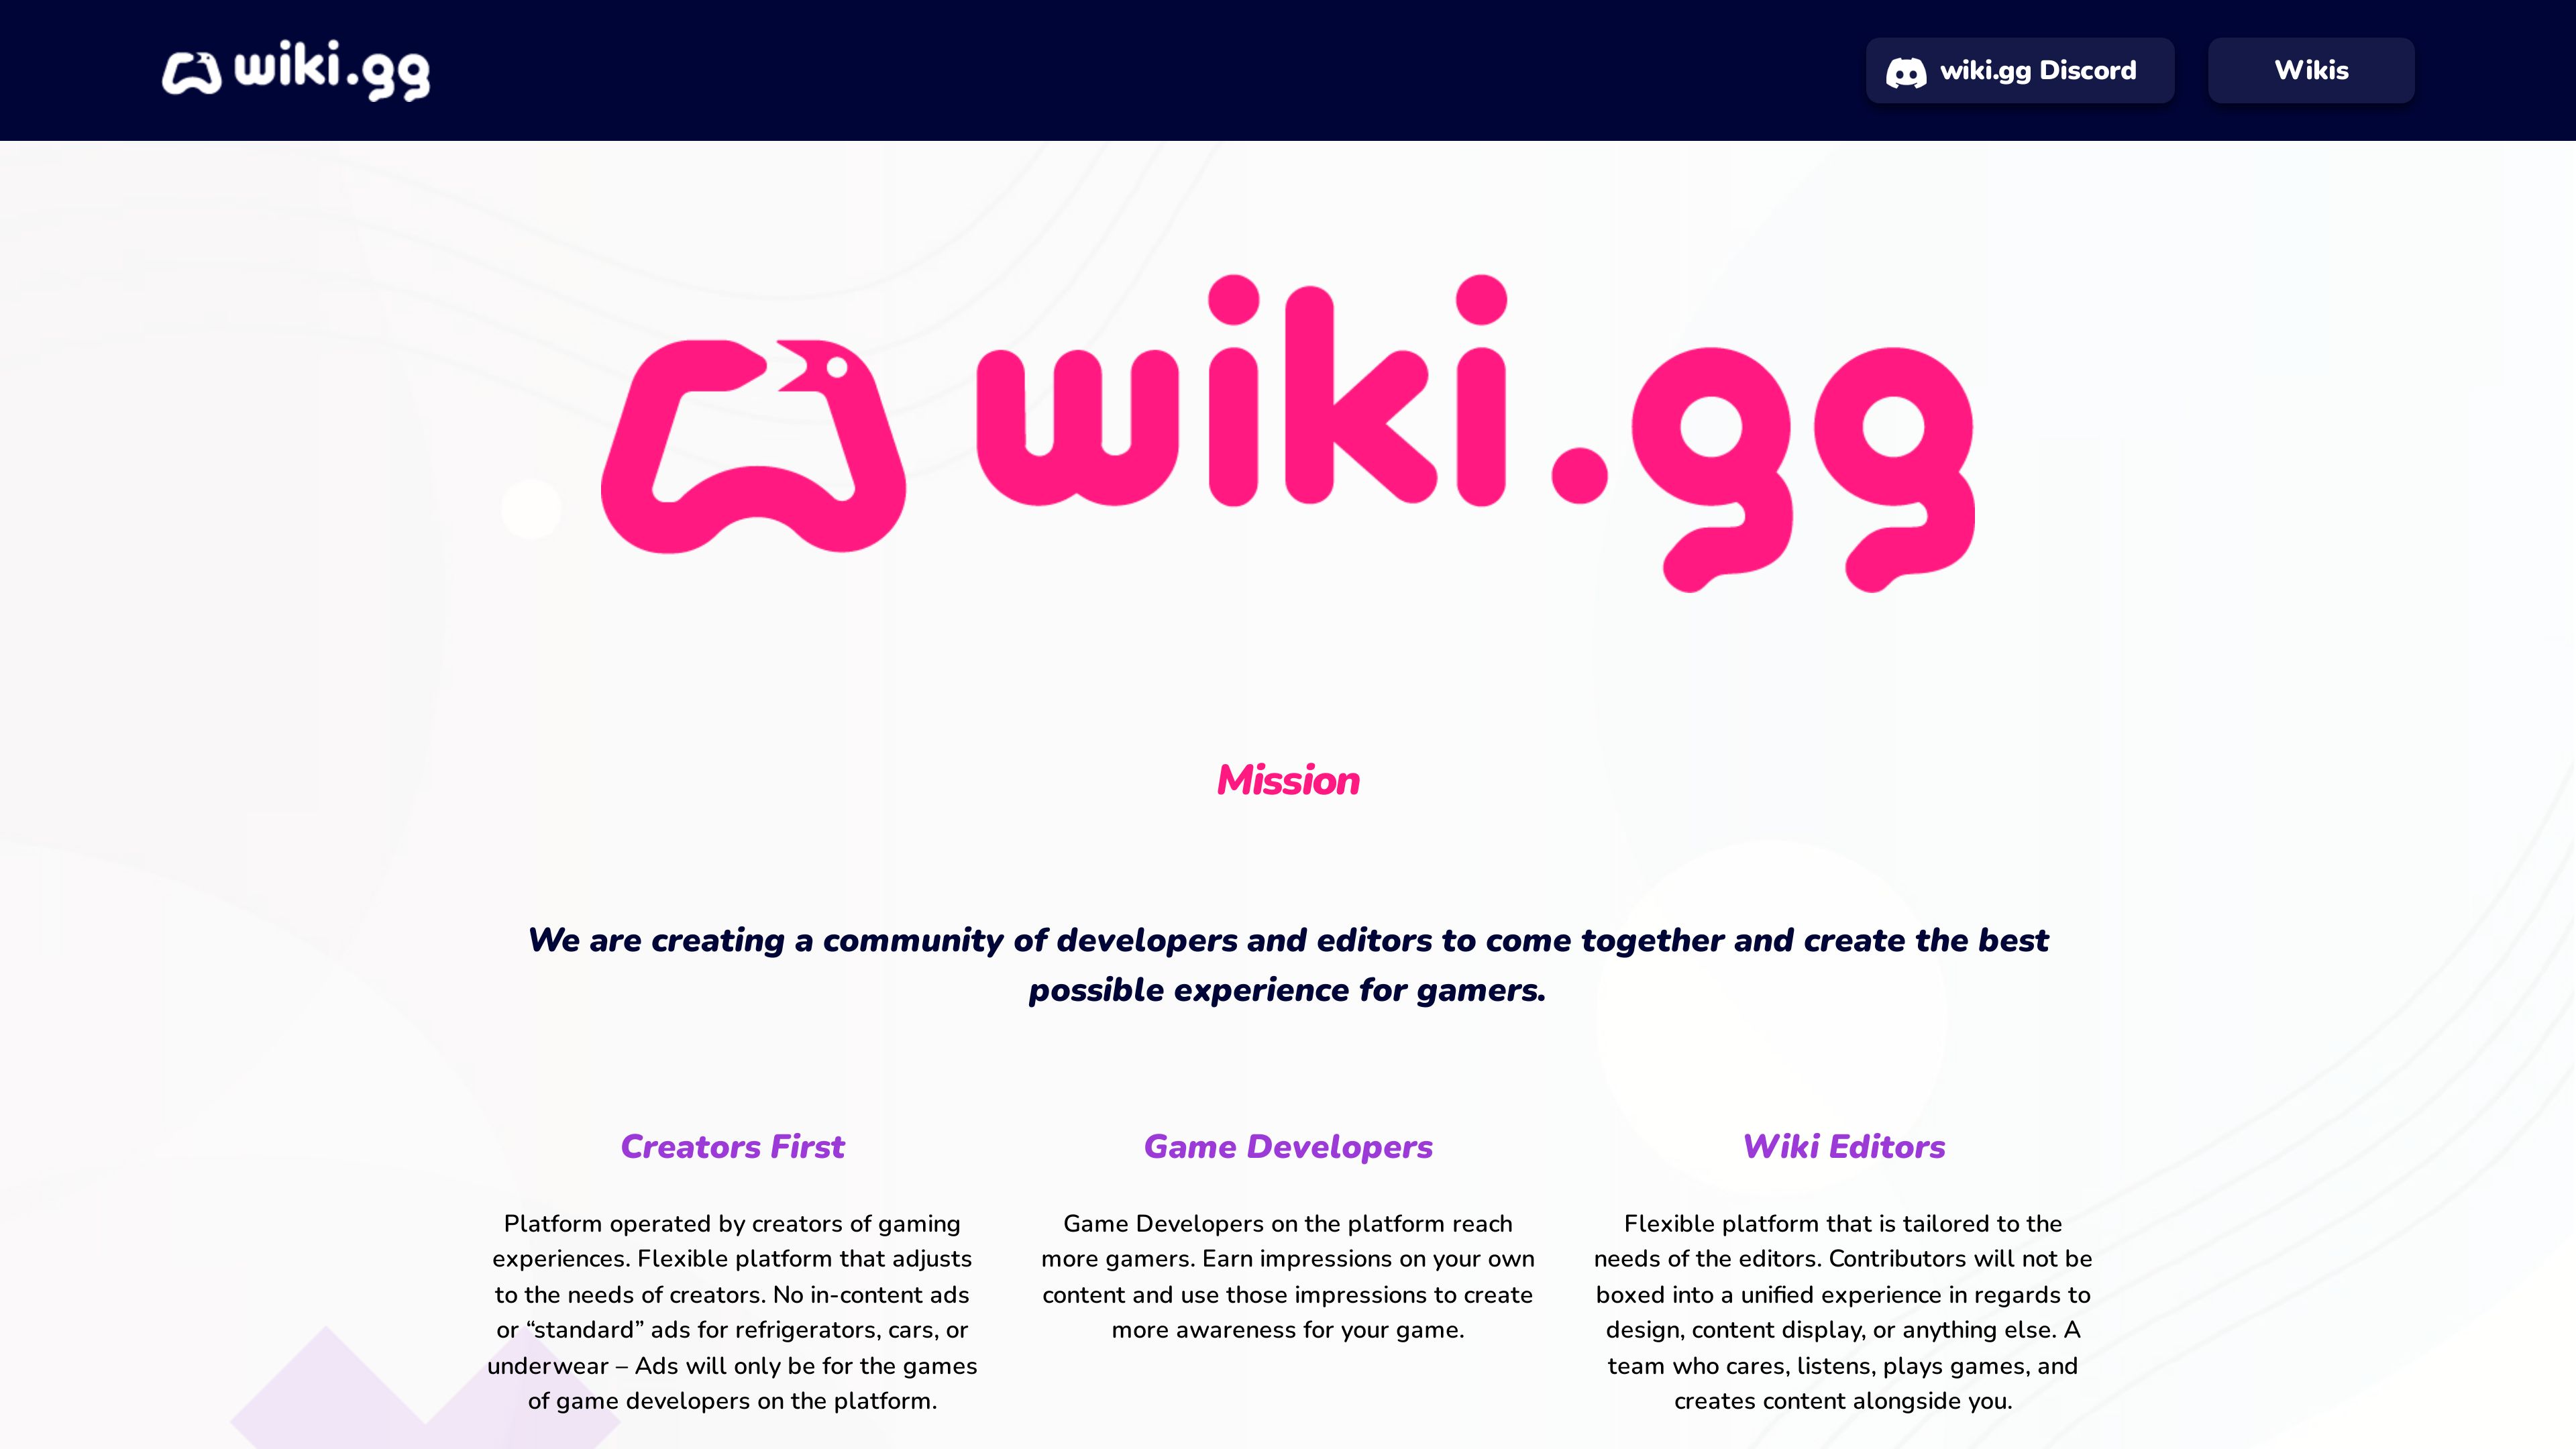 wiki.gg
wiki.gg Discord
Wikis
wiki.gg
Mission
We are creating a community of developers and editors to come together and create the best
possible experience for gamers.
Creators First
Platform operated by creators of gaming
experiences. Flexible platform that adjusts
to the needs of creators. No in-content ads
or “standard” ads for refrigerators, cars, or
underwear – Ads will only be for the games
of game developers on the platform.
Game Developers
Game Developers on the platform reach
more gamers. Earn impressions on your own
content and use those impressions to create
more awareness for your game.
Wiki Editors
Flexible platform that is tailored to the
needs of the editors. Contributors will not be
boxed into a unified experience in regards to
design, content display, or anything else. A
team who cares, listens, plays games, and
creates content alongside you.